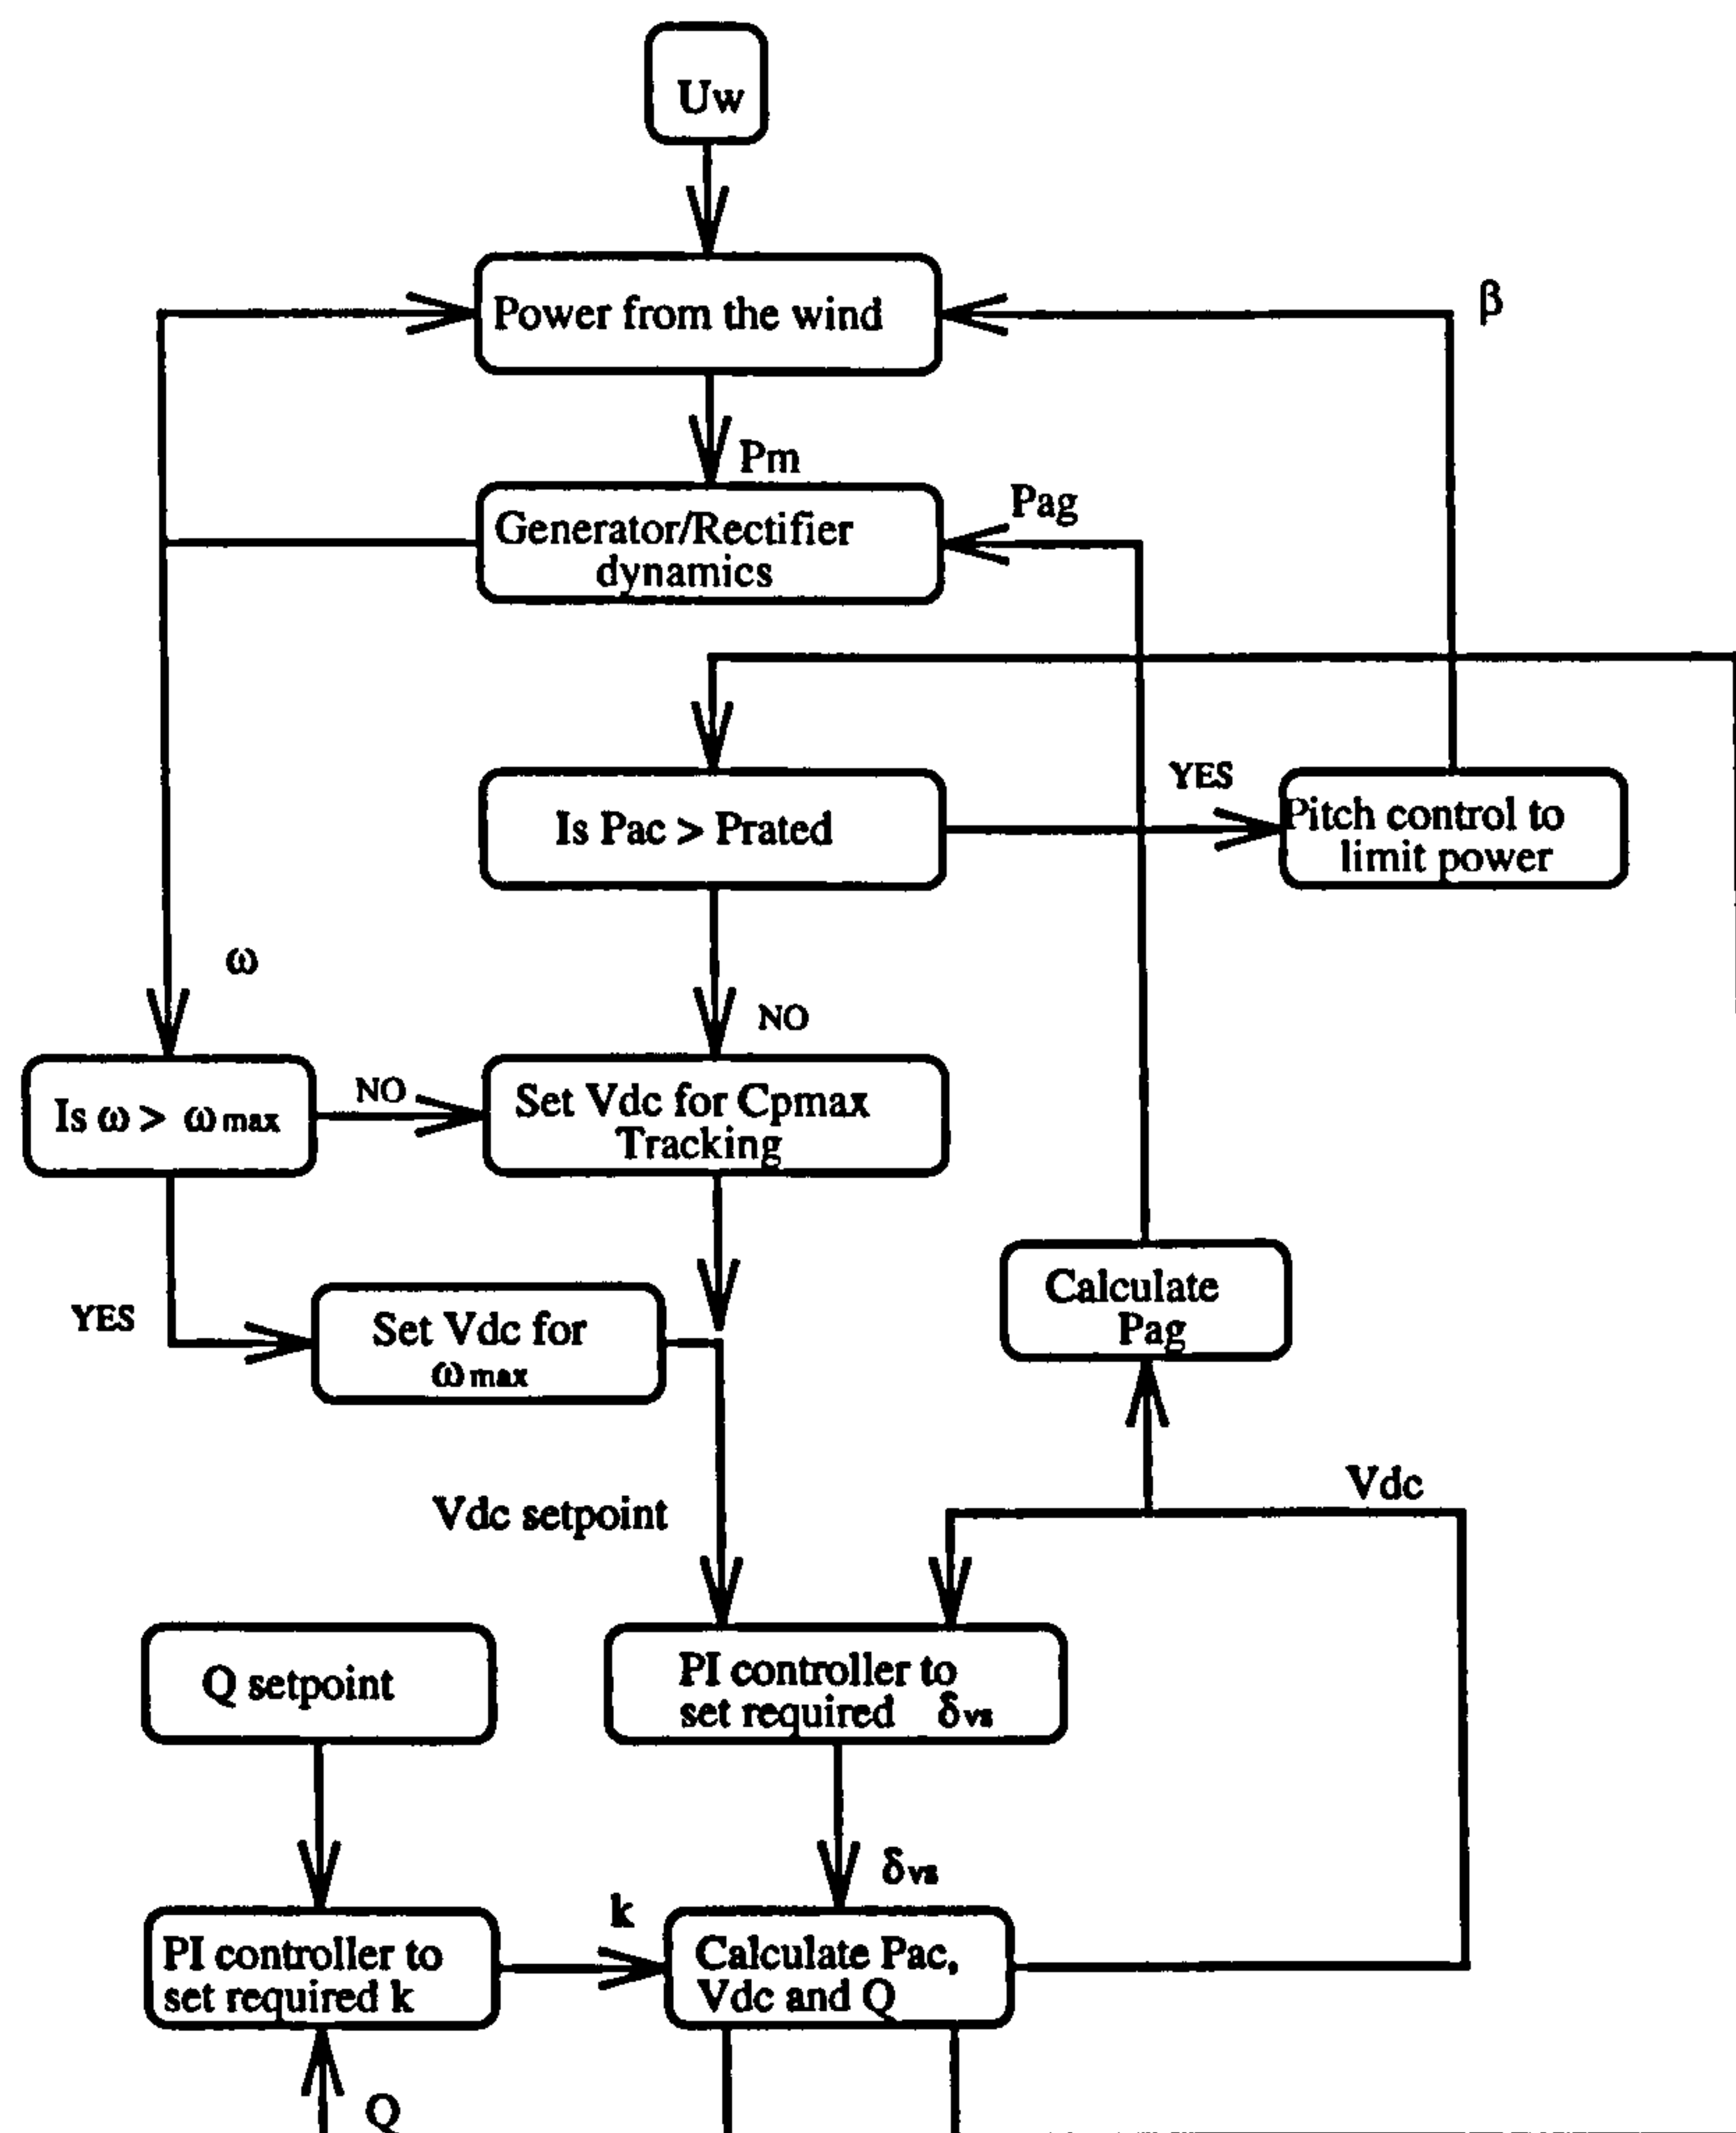 Uw
β
Power from the wind
Pm
Pag
Generator/Rectifier
dynamics
YES
Is Pac > Prated
Pitch control to
limit power
ω
NO
Is ω > ωmax
NO
Set Vdc for Cpmax
Tracking
Calculate
Pag
YES
Set Vdc for
ωmax
Vdc
Vdc setpoint
Q setpoint
PI controller to
set required δvs
δvs
k
PI controller to
set required k
Calculate Pac,
Vdc and Q
Q